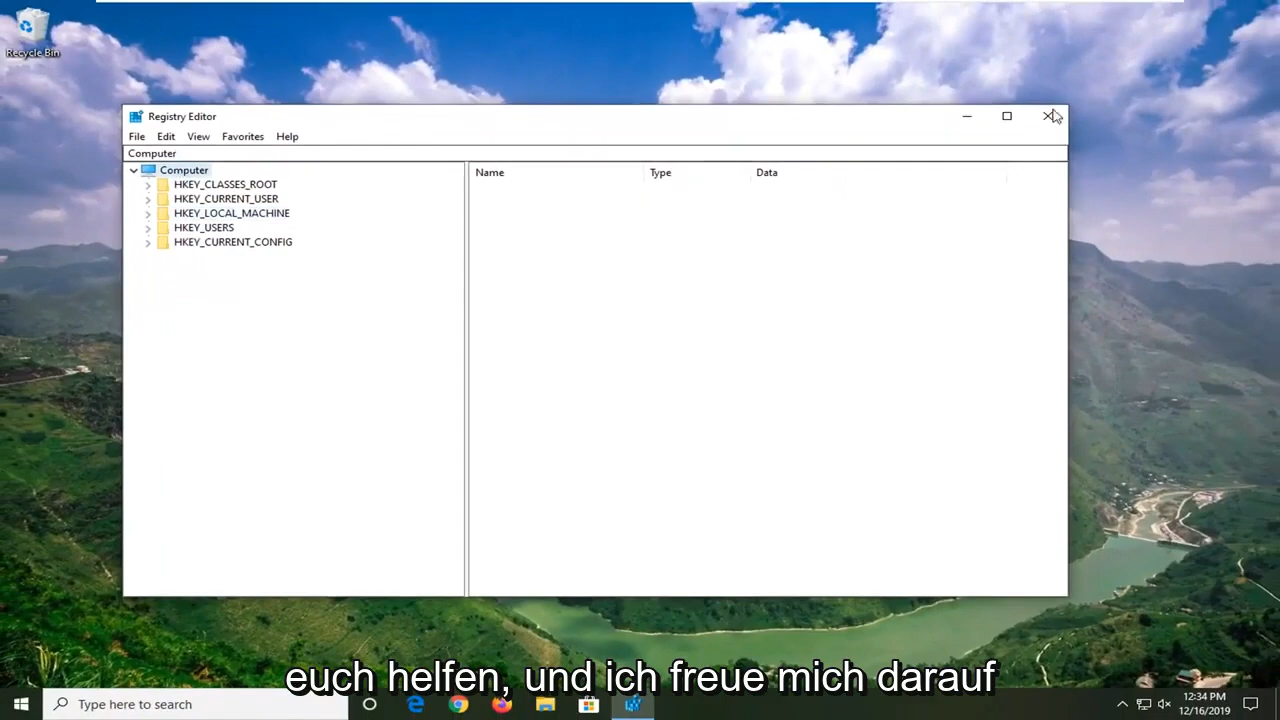 Recycle Bin
Registry Editor
File Edit View Favorites Help
Computer
Computer
HKEY_CLASSES_ROOT
HKEY_CURRENT_USER
HKEY_LOCAL_MACHINE
HKEY_USERS
HKEY_CURRENT_CONFIG
Name Type Data
euch helfen, und ich freue mich darauf
Type here to search
12:34 PM
12/16/2019